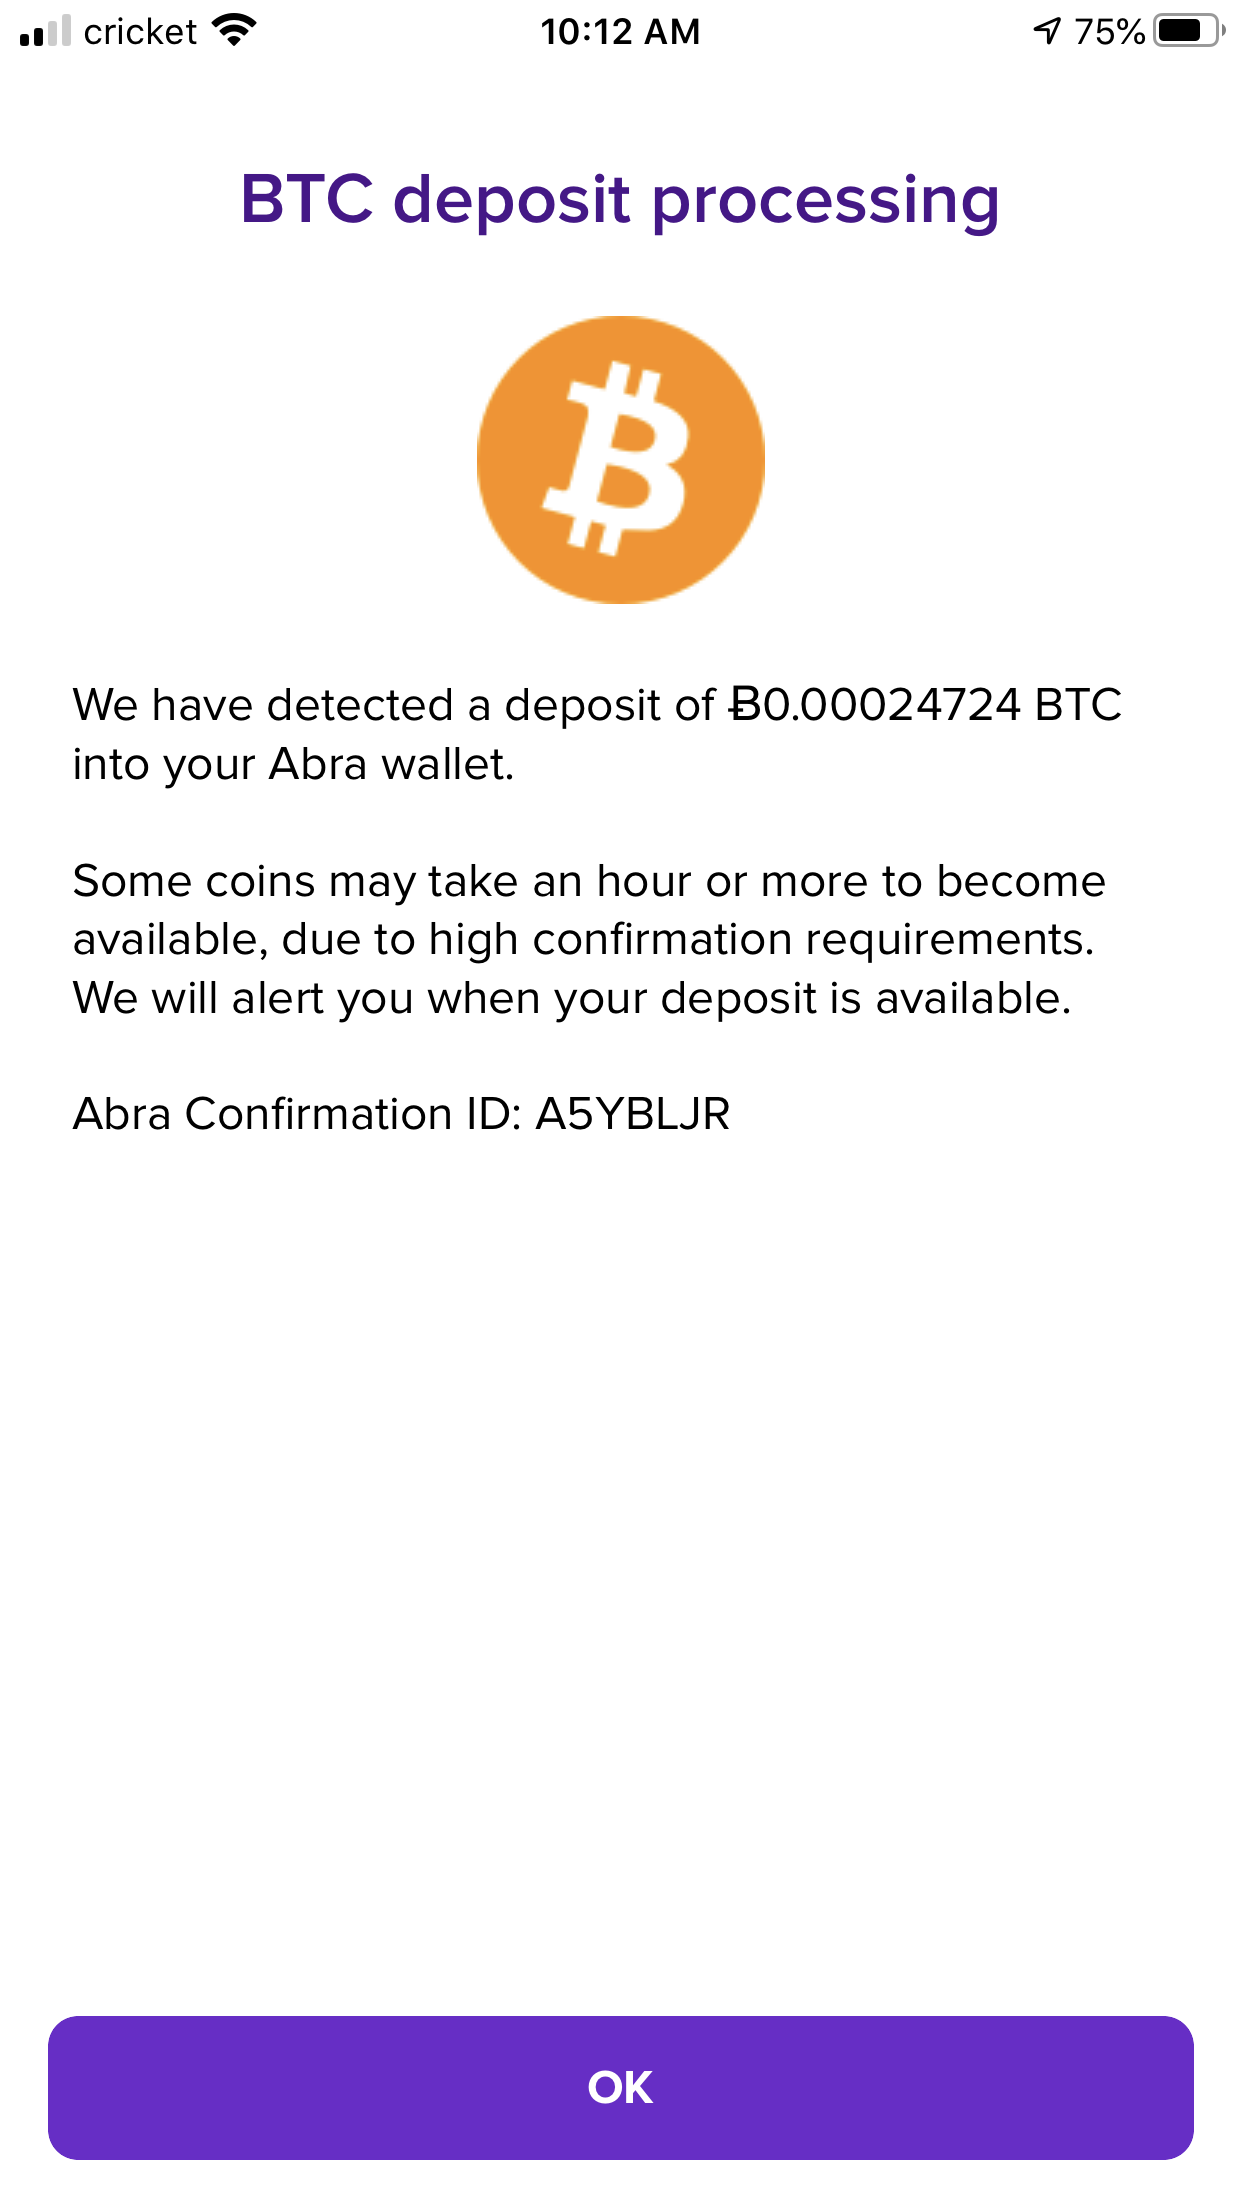 cricket 10:12 AM 75%
BTC deposit processing
We have detected a deposit of Ƀ0.00024724 BTC
into your Abra wallet.
Some coins may take an hour or more to become
available, due to high confirmation requirements.
We will alert you when your deposit is available.
Abra Confirmation ID: A5YBLJR
OK